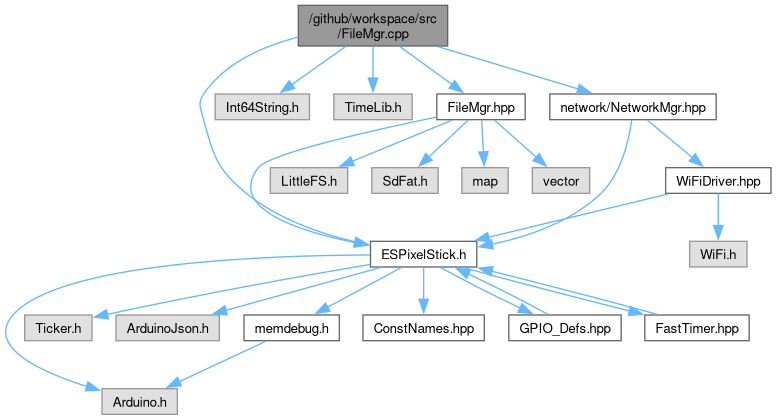 /github/workspace/src
/FileMgr.cpp
Int64String.h
TimeLib.h
FileMgr.hpp
network/NetworkMgr.hpp
LittleFS.h
SdFat.h
map
vector
WiFiDriver.hpp
ESPixelStick.h
WiFi.h
Ticker.h
ArduinoJson.h
memdebug.h
ConstNames.hpp
GPIO_Defs.hpp
FastTimer.hpp
Arduino.h